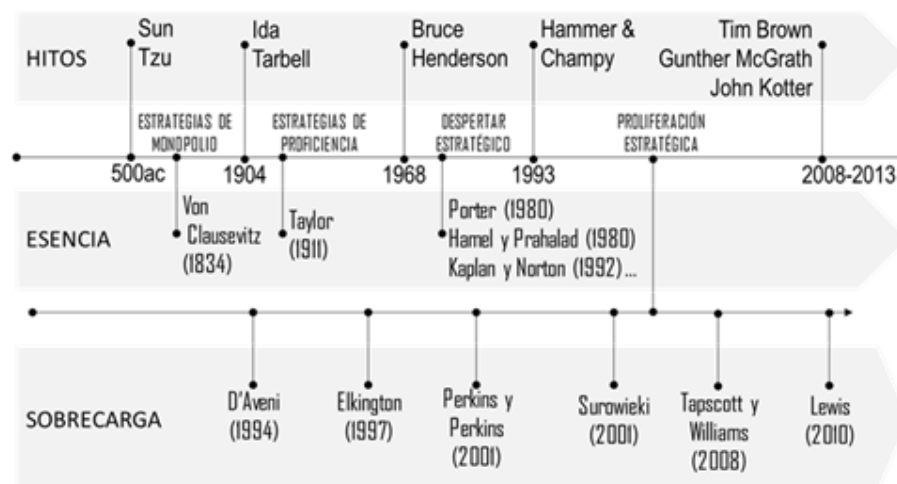 HITOS
Sun
Tzu
Ida
Tarbell
Bruce
Henderson
Hammer &
Champy
Tim Brown
Gunther McGrath
John Kotter
ESTRATEGIAS DE
MONOPOLIO
ESTRATEGIAS DE
PROFICIENCIA
DESPERTAR
ESTRATÉGICO
PROLIFERACIÓN
ESTRATÉGICA
500ac
1904
1968
1993
2008-2013
ESENCIA
Von
Clausevitz
(1834)
Taylor
(1911)
Porter (1980)
Hamel y Prahalad (1980)
Kaplan y Norton (1992)...
SOBRECARGA
D'Aveni
(1994)
Elkington
(1997)
Perkins y
Perkins
(2001)
Surowieki
(2001)
Tapscott y
Williams
(2008)
Lewis
(2010)